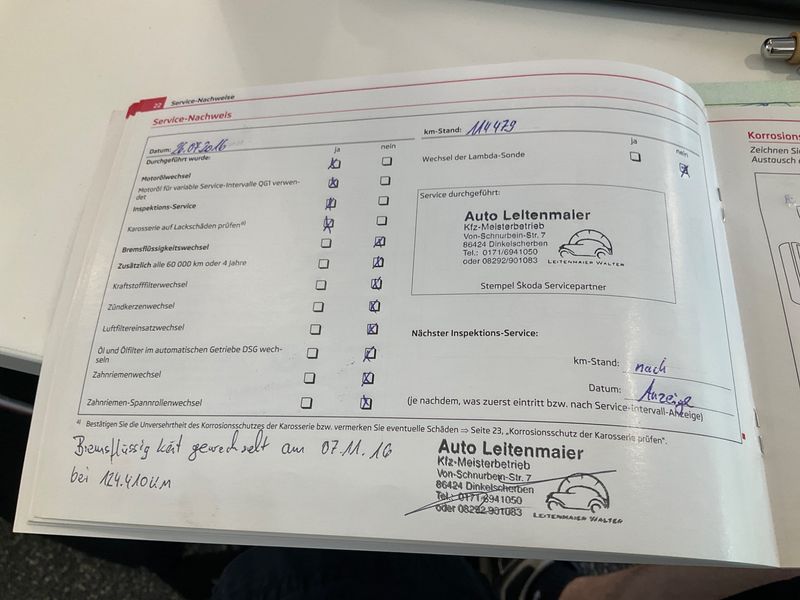 22 Service-Nachweise
Service-Nachweis
Datum: 26.07.2016
ja nein
Durchgeführt wurde:
Motorölwechsel
Motoröl für variable Service-Intervalle QG1 verwen-
det
Inspektions-Service
Karosserie auf Lackschäden prüfen a)
Bremsflüssigkeitswechsel
Zusätzlich alle 60 000 km oder 4 Jahre
Kraftstofffilterwechsel
Zündkerzenwechsel
Luftfiltereinsatzwechsel
Öl und Ölfilter im automatischen Getriebe DSG wech-
seln
Zahnriemenwechsel
Zahnriemen-Spannrollenwechsel
km-Stand: 114479
ja nein
Wechsel der Lambda-Sonde
Service durchgeführt:
Auto Leitenmaier
Kfz-Meisterbetrieb
Von-Schnurbein-Str. 7
86424 Dinkelscherben
Tel.: 0171/6941050
oder 08292/901083
LEITENMAIER WALTER
Stempel Škoda Servicepartner
Nächster Inspektions-Service:
km-Stand: nach
Datum: Anzeige
(je nachdem, was zuerst eintritt bzw. nach Service-Intervall-Anzeige)
a) Bestätigen Sie die Unversehrtheit des Korrosionsschutzes der Karosserie bzw. vermerken Sie eventuelle Schäden ⇒ Seite 23, „Korrosionsschutz der Karosserie prüfen".
Bremsflüssig keit gewechselt am 07.11.16
bei 124.410 KM
Auto Leitenmaier
Kfz-Meisterbetrieb
Von-Schnurbein-Str. 7
86424 Dinkelscherben
Tel.: 0171/6941050
oder 08292/901083
LEITENMAIER WALTER
Korrosions
Zeichnen Si
Austausch